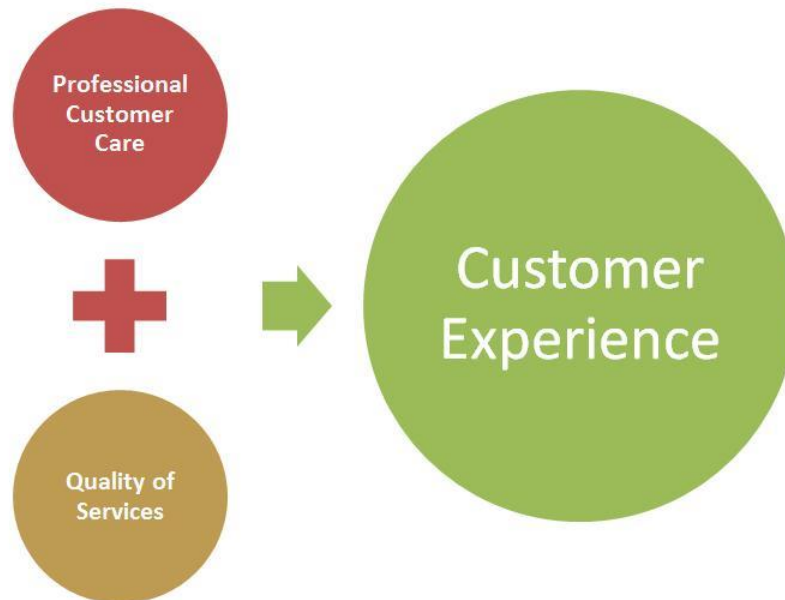 Professional
Customer
Care
Quality of
Services
Customer
Experience